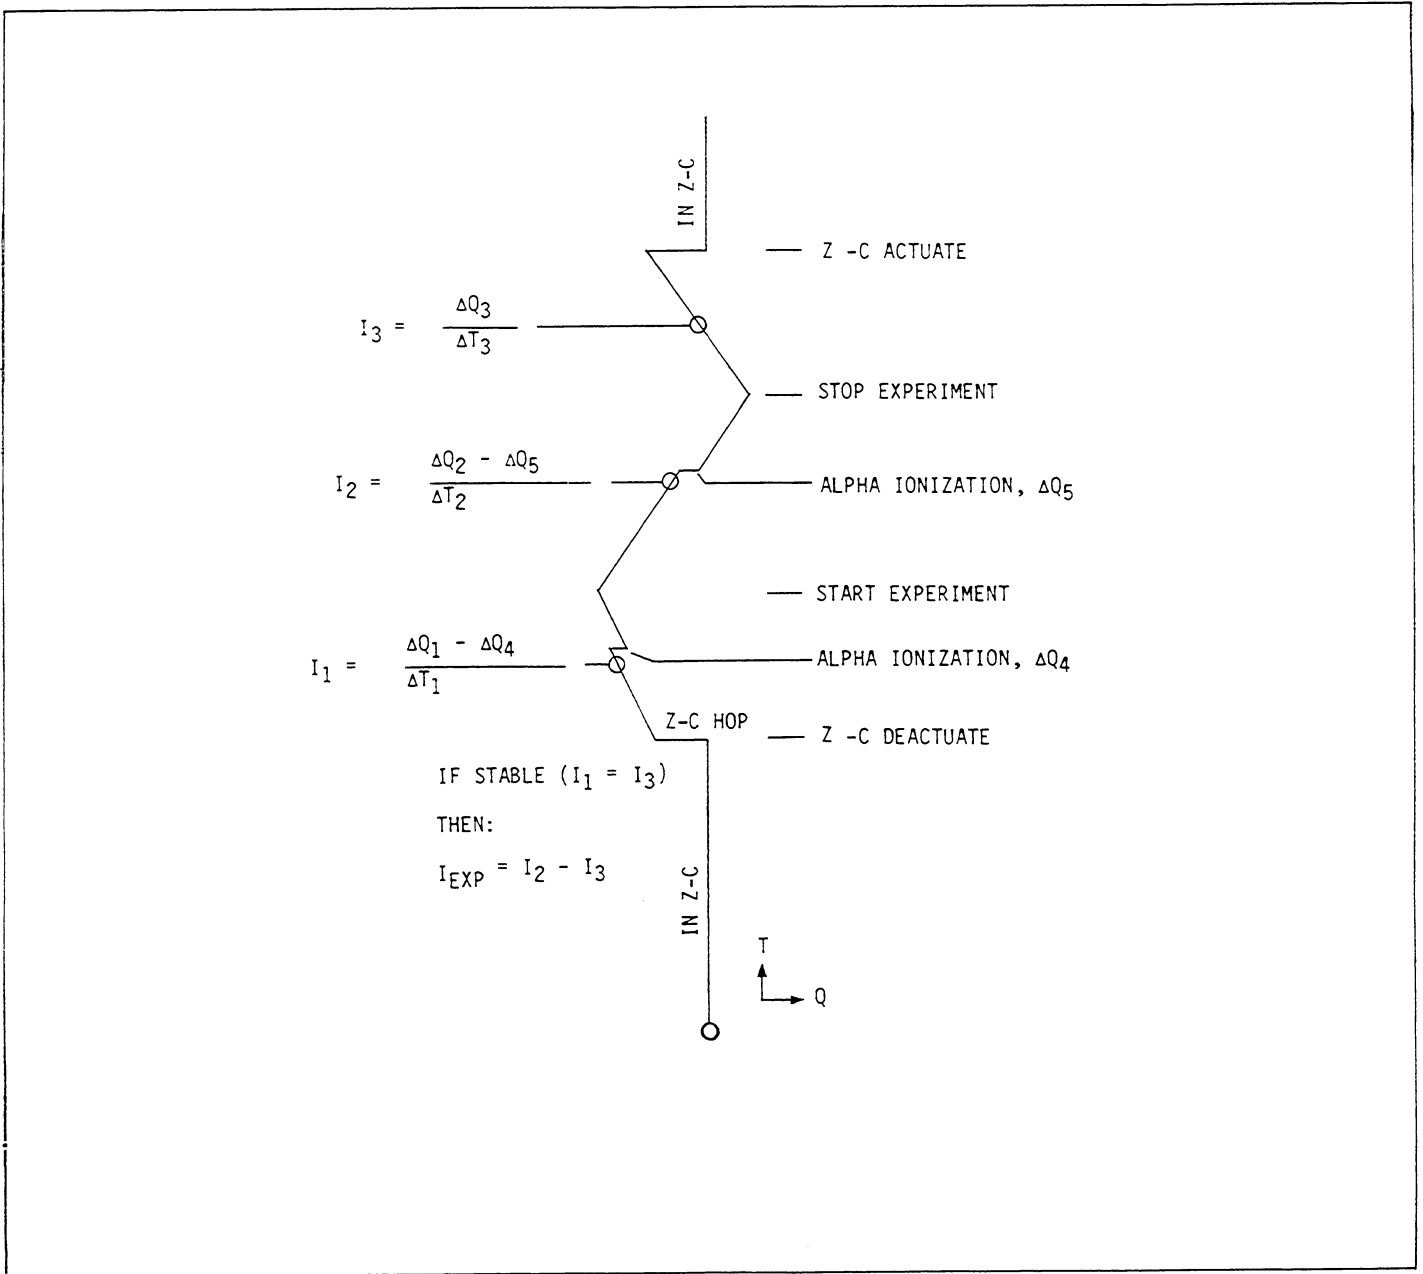 IN Z-C
Z -C ACTUATE
I3 = ΔQ3
ΔT3
STOP EXPERIMENT
I2 = ΔQ2 - ΔQ5
ΔT2
ALPHA IONIZATION, ΔQ5
START EXPERIMENT
I1 = ΔQ1 - ΔQ4
ΔT1
ALPHA IONIZATION, ΔQ4
Z-C HOP
Z -C DEACTUATE
IF STABLE (I1 = I3)
THEN:
IEXP = I2 - I3
IN Z-C
T
Q